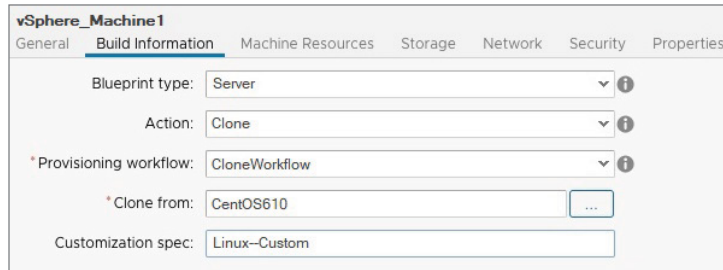 vSphere_Machine1
General Build Information Machine Resources Storage Network Security Properties
Blueprint type: Server
Action: Clone
*Provisioning workflow: CloneWorkflow
*Clone from: CentOS610 ...
Customization spec: Linux--Custom